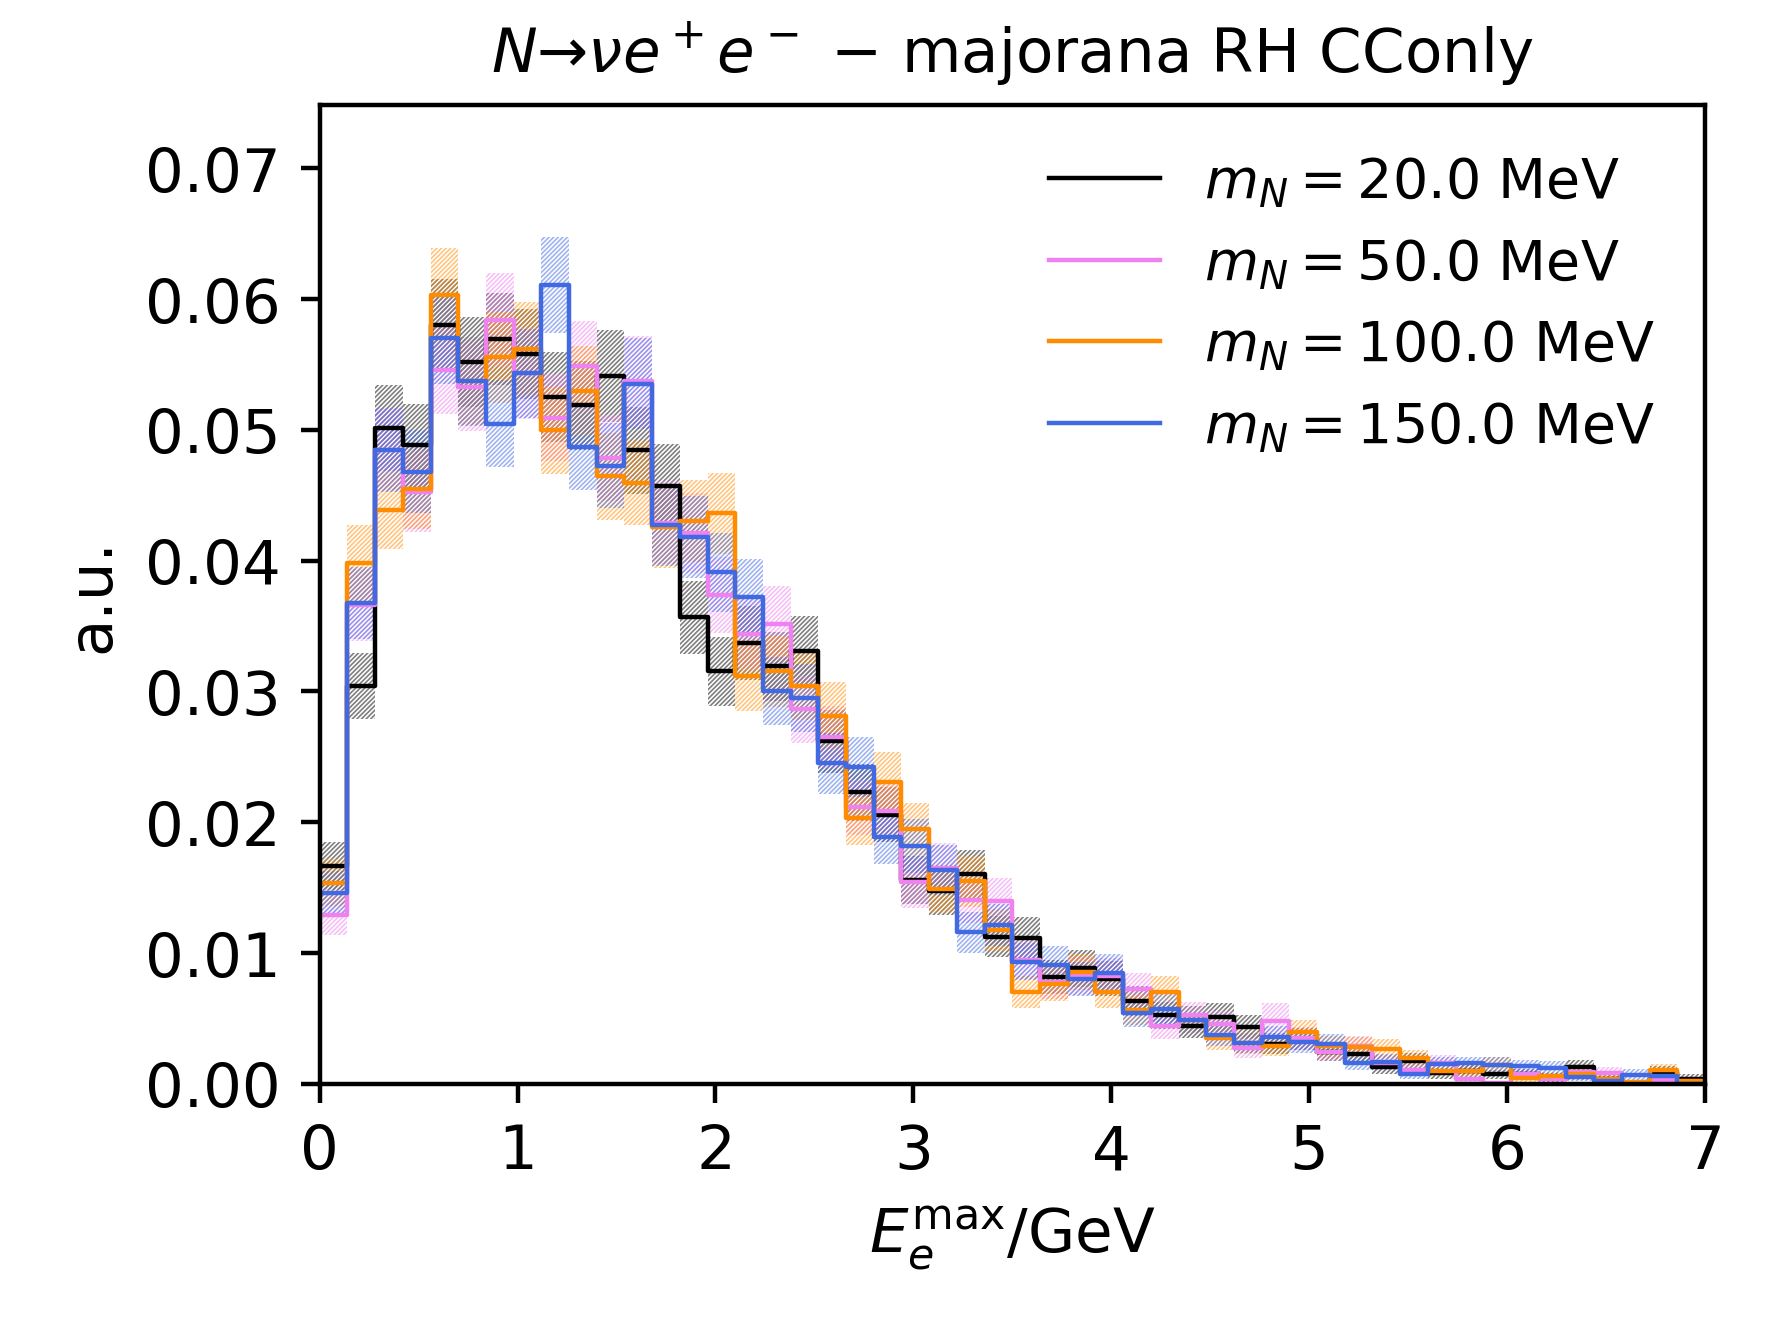 N→νe⁺e⁻ − majorana RH CConly
0.07
0.06
0.05
0.04
0.03
0.02
0.01
0.00
a.u.
m_N = 20.0 MeV
m_N = 50.0 MeV
m_N = 100.0 MeV
m_N = 150.0 MeV
0 1 2 3 4 5 6 7
E_e^max/GeV